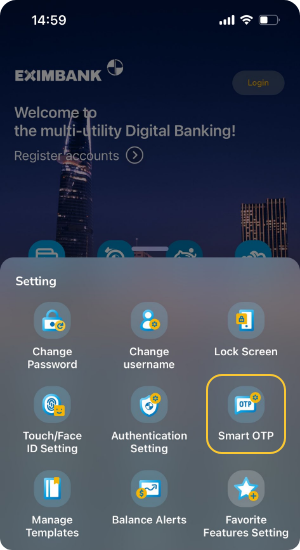 14:59
EXIMBANK
Login
Welcome to
the multi-utility Digital Banking!
Register accounts
Setting
Change
Password
Change
username
Lock Screen
Touch/Face
ID Setting
Authentication
Setting
OTP
Smart OTP
Manage
Templates
Balance Alerts
Favorite
Features Setting